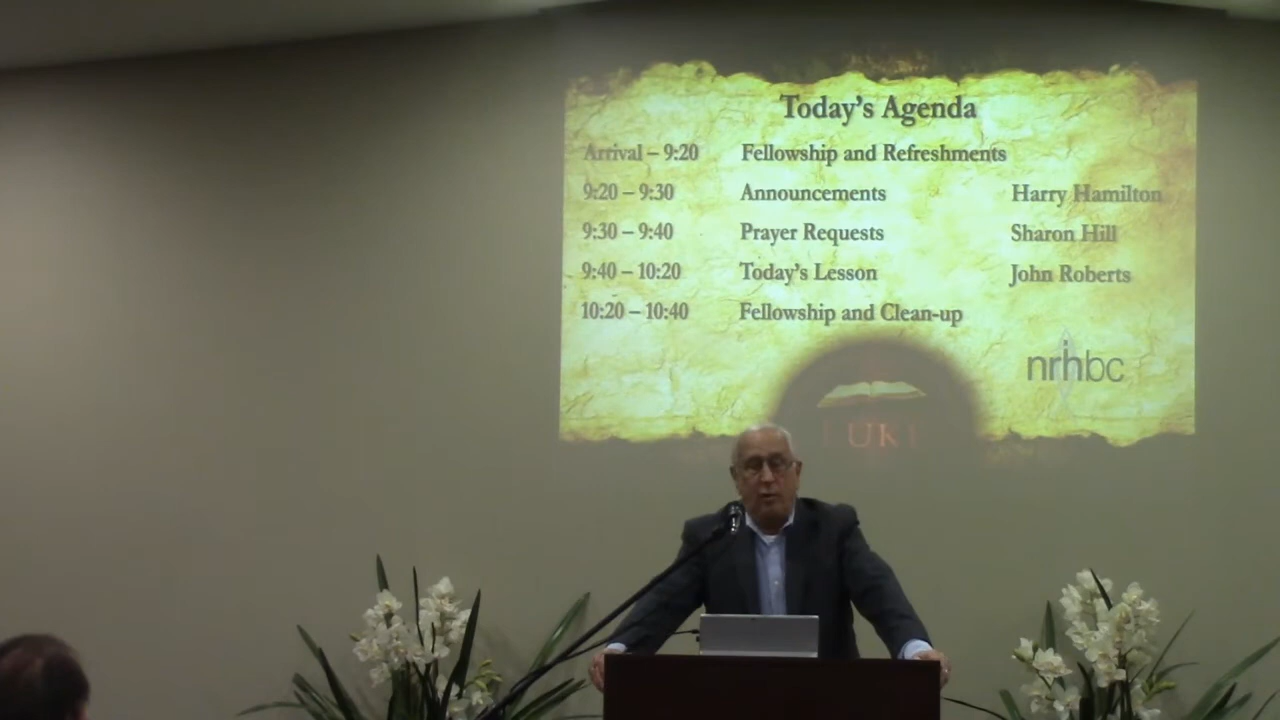 Today's Agenda
Arrival – 9:20 Fellowship and Refreshments
9:20 – 9:30 Announcements Harry Hamilton
9:30 – 9:40 Prayer Requests Sharon Hill
9:40 – 10:20 Today's Lesson John Roberts
10:20 – 10:40 Fellowship and Clean-up
nrhbc